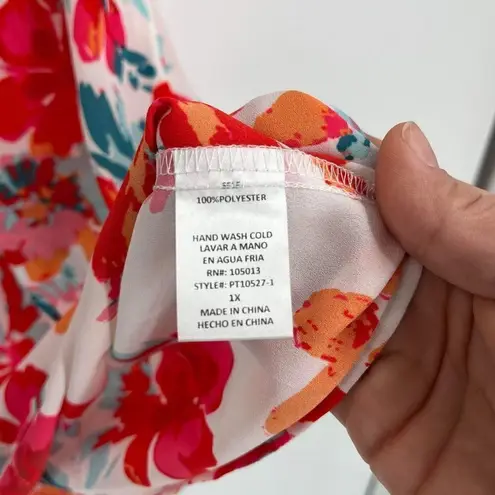 100%POLYESTER
HAND WASH COLD
LAVAR A MANO
EN AGUA FRIA
RN#: 105013
STYLE#: PT10527-1
1X
MADE IN CHINA
HECHO EN CHINA